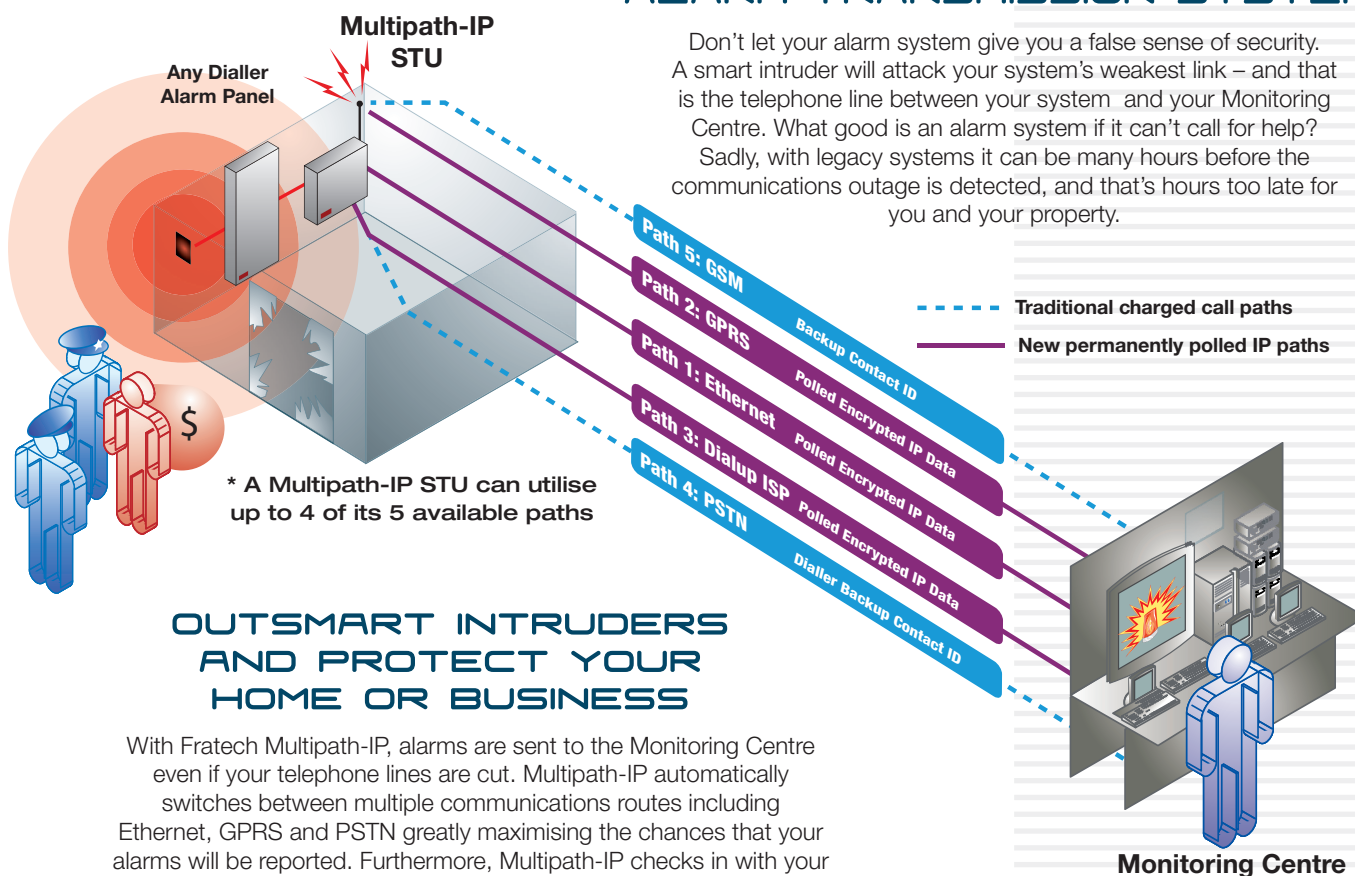 Multipath-IP
STU
Any Dialler
Alarm Panel
Don’t let your alarm system give you a false sense of security.
A smart intruder will attack your system’s weakest link – and that
is the telephone line between your system and your Monitoring
Centre. What good is an alarm system if it can’t call for help?
Sadly, with legacy systems it can be many hours before the
communications outage is detected, and that’s hours too late for
you and your property.
Path 5: GSM Backup Contact ID
Path 2: GPRS Polled Encrypted IP Data
Path 1: Ethernet Polled Encrypted IP Data
Path 3: Dialup ISP Polled Encrypted IP Data
Path 4: PSTN Dialler Backup Contact ID
Traditional charged call paths
New permanently polled IP paths
$
* A Multipath-IP STU can utilise
up to 4 of its 5 available paths
OUTSMART INTRUDERS
AND PROTECT YOUR
HOME OR BUSINESS
With Fratech Multipath-IP, alarms are sent to the Monitoring Centre
even if your telephone lines are cut. Multipath-IP automatically
switches between multiple communications routes including
Ethernet, GPRS and PSTN greatly maximising the chances that your
alarms will be reported. Furthermore, Multipath-IP checks in with your
Monitoring Centre